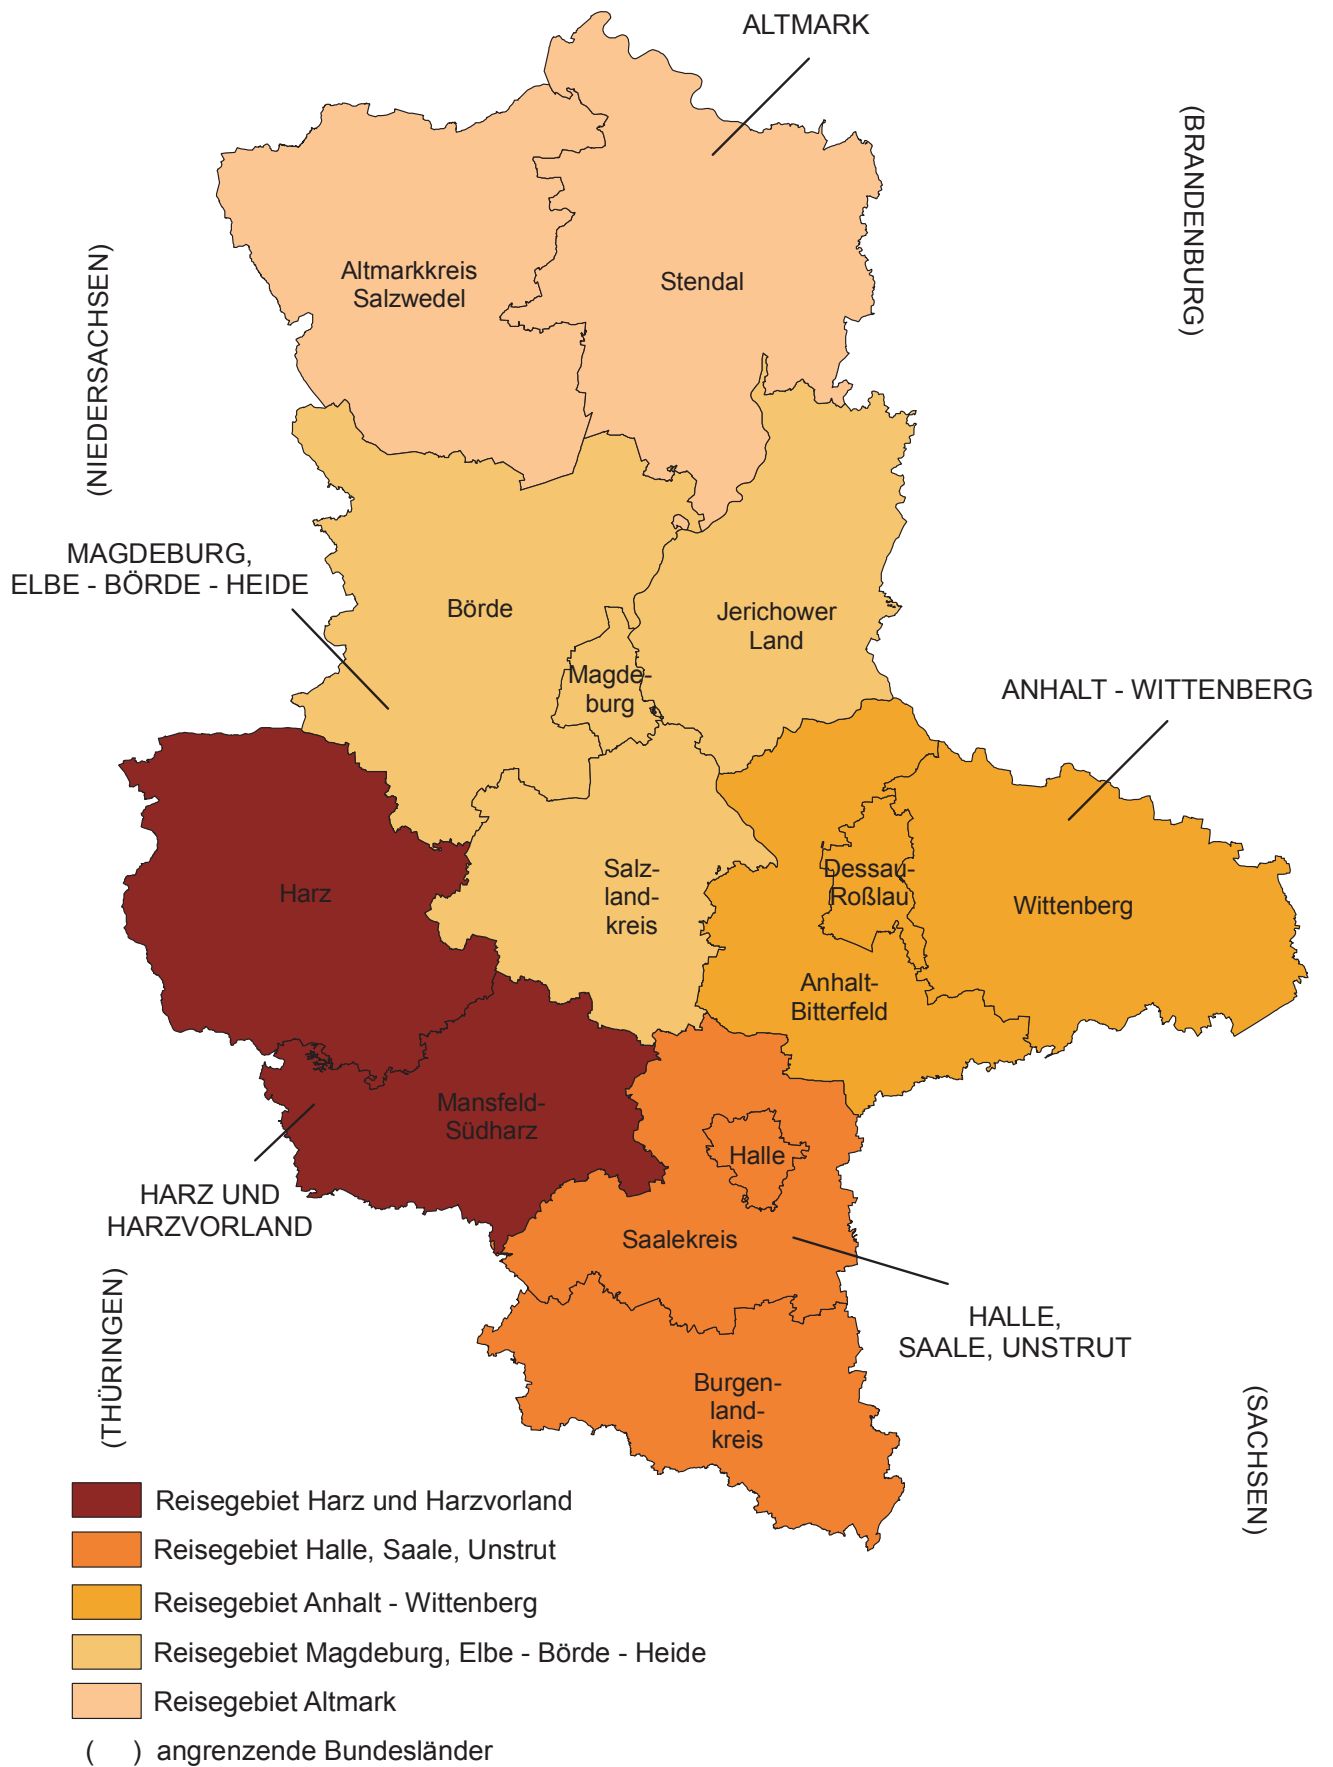 ALTMARK
(BRANDENBURG)
(NIEDERSACHSEN)
Altmarkkreis
Salzwedel
Stendal
MAGDEBURG,
ELBE - BÖRDE - HEIDE
Börde
Jerichower
Land
Magde-
burg
ANHALT - WITTENBERG
Harz
Salz-
land-
kreis
Dessau-
Roßlau
Wittenberg
Anhalt-
Bitterfeld
Mansfeld-
Südharz
Halle
HARZ UND
HARZVORLAND
Saalekreis
HALLE,
SAALE, UNSTRUT
(THÜRINGEN)
Burgen-
land-
kreis
(SACHSEN)
Reisegebiet Harz und Harzvorland
Reisegebiet Halle, Saale, Unstrut
Reisegebiet Anhalt - Wittenberg
Reisegebiet Magdeburg, Elbe - Börde - Heide
Reisegebiet Altmark
( ) angrenzende Bundesländer